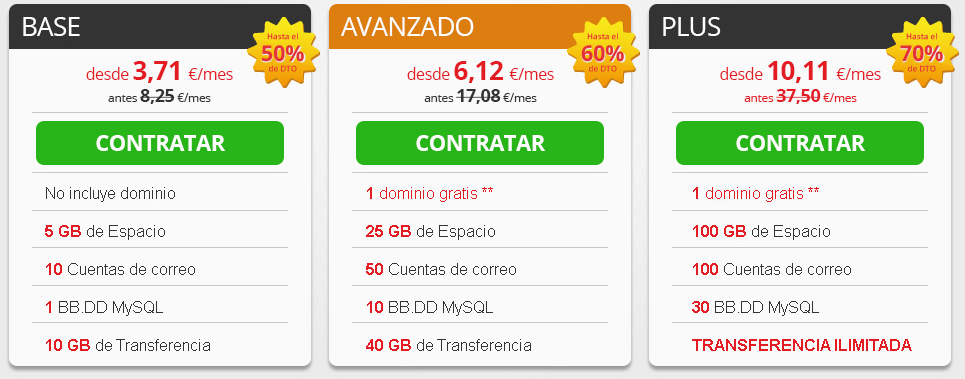 BASE
Hasta el
50%
de DTO
desde 3,71 €/mes
antes 8,25 €/mes
CONTRATAR
No incluye dominio
5 GB de Espacio
10 Cuentas de correo
1 BB.DD MySQL
10 GB de Transferencia
AVANZADO
Hasta el
60%
de DTO
desde 6,12 €/mes
antes 17,08 €/mes
CONTRATAR
1 dominio gratis **
25 GB de Espacio
50 Cuentas de correo
10 BB.DD MySQL
40 GB de Transferencia
PLUS
Hasta el
70%
de DTO
desde 10,11 €/mes
antes 37,50 €/mes
CONTRATAR
1 dominio gratis **
100 GB de Espacio
100 Cuentas de correo
30 BB.DD MySQL
TRANSFERENCIA ILIMITADA